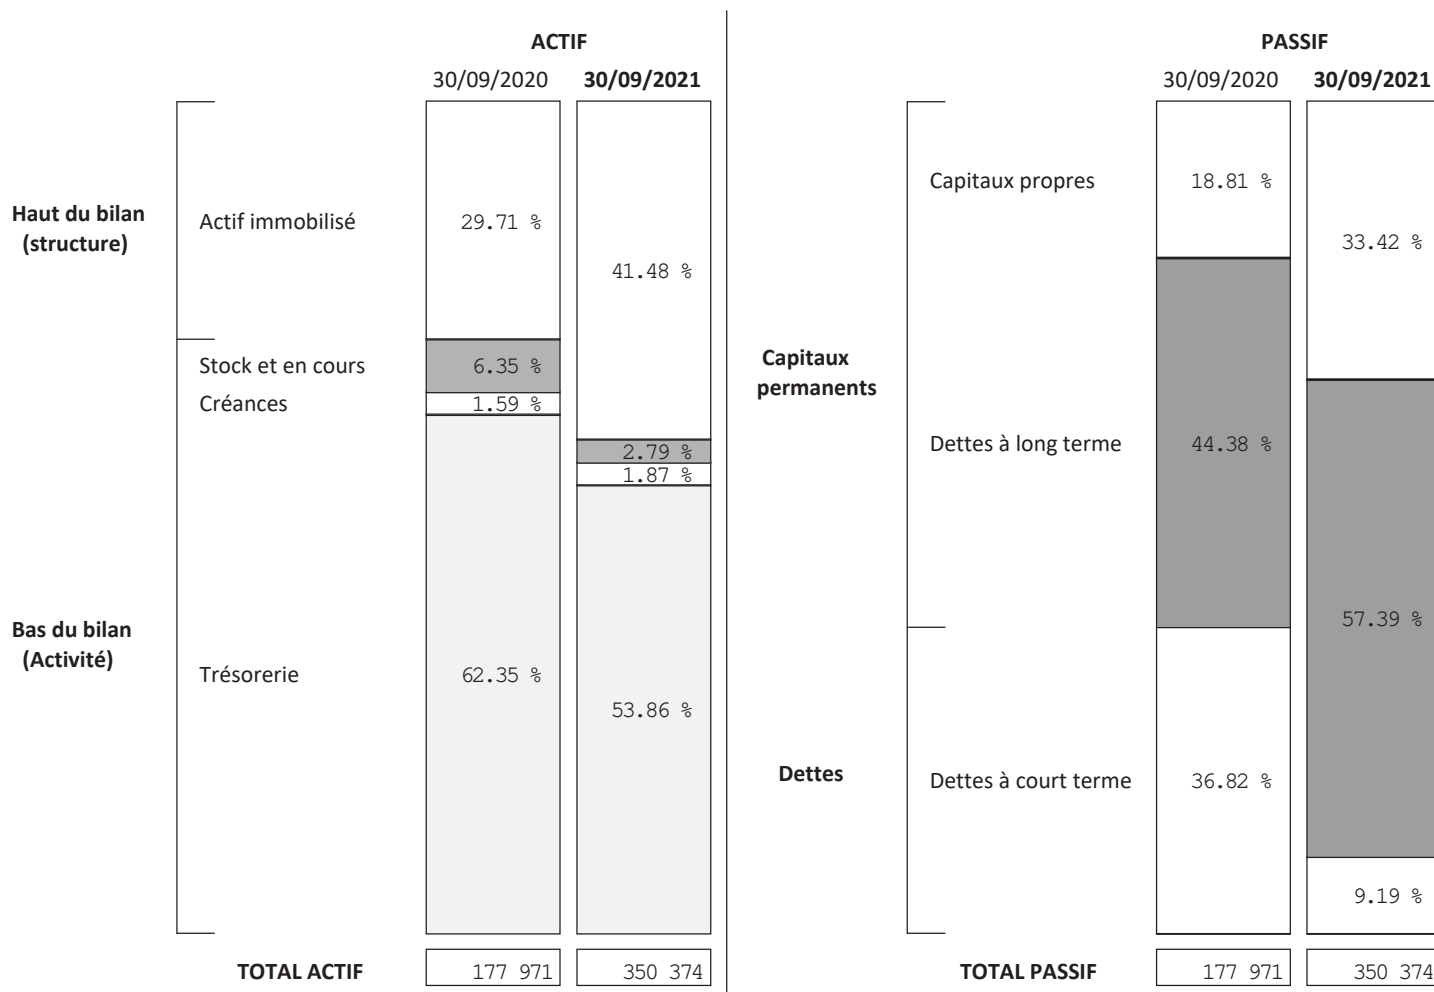 ACTIF
30/09/2020 30/09/2021
Haut du bilan
(structure)
Actif immobilisé
29.71 %
41.48 %
Stock et en cours
6.35 %
Créances
1.59 %
2.79 %
1.87 %
Bas du bilan
(Activité)
Trésorerie
62.35 %
53.86 %
TOTAL ACTIF 177 971 350 374
PASSIF
30/09/2020 30/09/2021
Capitaux propres
18.81 %
33.42 %
Capitaux
permanents
Dettes à long terme
44.38 %
57.39 %
Dettes
Dettes à court terme
36.82 %
9.19 %
TOTAL PASSIF 177 971 350 374